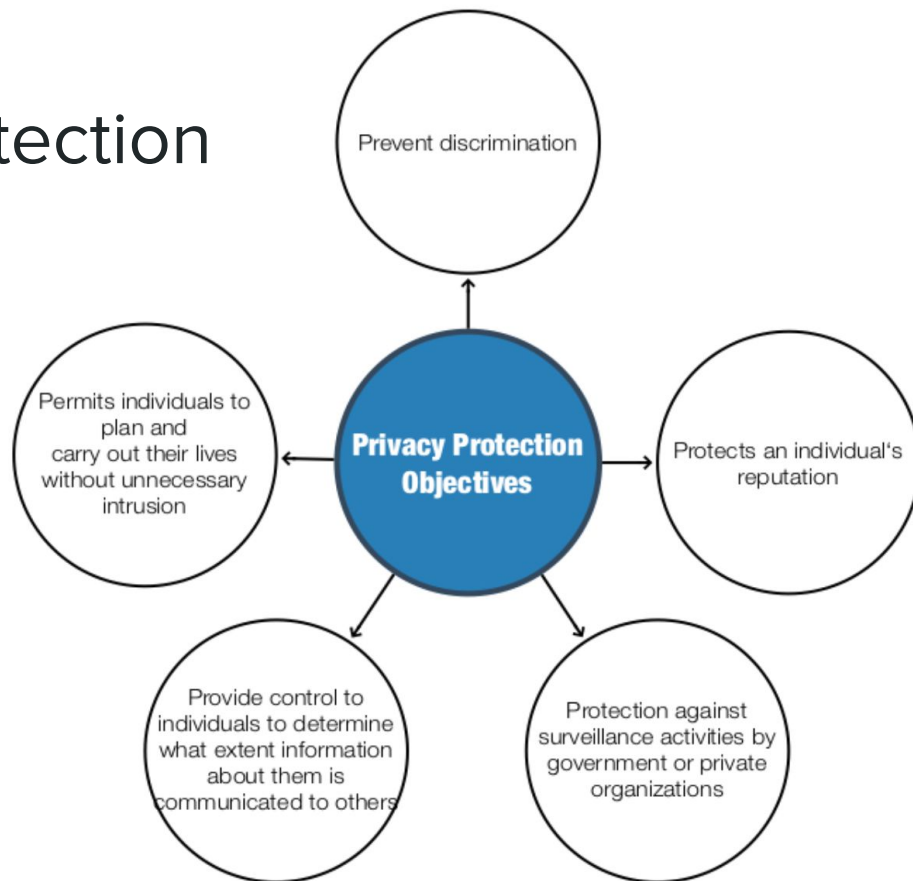 tection
Prevent discrimination
Privacy Protection
Objectives
Permits individuals to
plan and
carry out their lives
without unnecessary
intrusion
Protects an individual's
reputation
Provide control to
individuals to determine
what extent information
about them is
communicated to others
Protection against
surveillance activities by
government or private
organizations